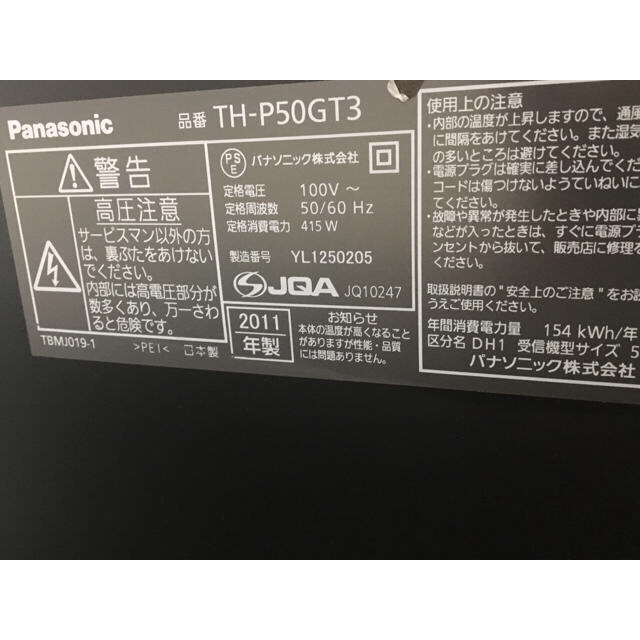 Panasonic
品番 TH-P50GT3
警告
高圧注意
サービスマン以外の方
は、裏ぶたをあけない
でください。
内部には高電圧部分が
数多くあり、万一さわ
ると危険です。
TBMJ019-1
>PE1<
日本製
PS
E
パナソニック株式会社
定格電圧 100V ～
定格周波数 50/60 Hz
定格消費電力 415W
製造番号 YL1250205
JQA JQ10247
2011
年製
お知らせ
本体の温度が高くなること
がありますが性能・品質
には問題ありません。
使用上の注意
・内部の温度が上昇しますので、通風
に間隔をあけてください。また湿気
の多いところは避けてください。
・電源プラグは確実に差し込んでくだ
コードは傷つけないようていねいに
てください。
・故障や異常が発生したときや内部に
などが入ったときは、すぐに電源プラ
ンセントから抜いて、販売店に修理を
ください。
取扱説明書の"安全上のご注意"をお読
うえご使用ください。
年間消費電力量 154 kWh/年
区分名 DH1 受信機型サイズ 5
パナソニック株式会社